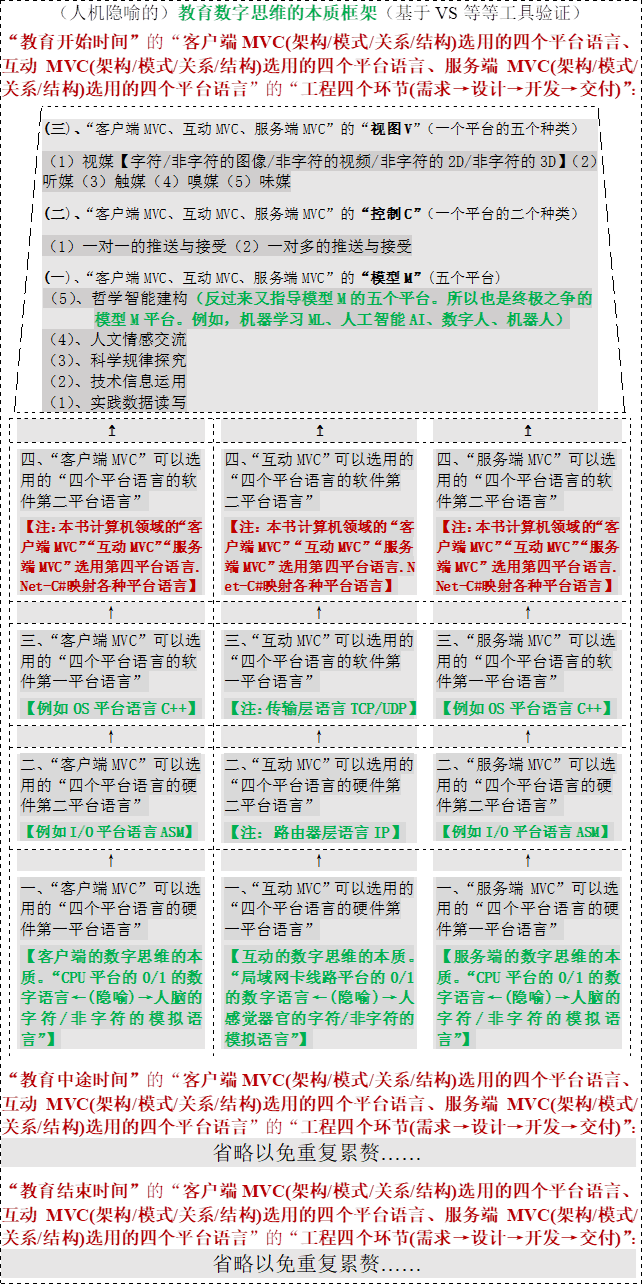 （人机隐喻的）教育数字思维的本质框架（基于 VS 等等工具验证）
“教育开始时间”的“客户端 MVC(架构/模式/关系/结构)选用的四个平台语言、
互动 MVC(架构/模式/关系/结构)选用的四个平台语言、服务端 MVC(架构/模式/
关系/结构)选用的四个平台语言”的“工程四个环节(需求→设计→开发→交付)”:
(三)、“客户端 MVC、互动 MVC、服务端 MVC”的“视图 V”（一个平台的五个种类）
（1）视媒【字符/非字符的图像/非字符的视频/非字符的 2D/非字符的 3D】（2）
听媒（3）触媒（4）嗅媒（5）味媒
(二)、“客户端 MVC、互动 MVC、服务端 MVC”的“控制 C”（一个平台的二个种类）
（1）一对一的推送与接受（2）一对多的推送与接受
(一)、“客户端 MVC、互动 MVC、服务端 MVC”的“模型 M”(五个平台)
（5）、哲学智能建构（反过来又指导模型 M 的五个平台。所以也是终极之争的
模型 M 平台。例如，机器学习 ML、人工智能 AI、数字人、机器人）
（4）、人文情感交流
（3）、科学规律探究
（2）、技术信息运用
（1）、实践数据读写
↑ ↑ ↑
四、“客户端 MVC”可以选
用的“四个平台语言的软
件第二平台语言”
【注:本书计算机领域的“客
户端 MVC”“互动 MVC”“服务
端 MVC”选用第四平台语言.
Net-C#映射各种平台语言】
四、“互动 MVC”可以选用的
“四个平台语言的软件第
二平台语言”
【注: 本书计算机领域的“客
户端 MVC”“互动 MVC”“服务
端 MVC”选用第四平台语言.N
et-C#映射各种平台语言】
四、“服务端 MVC”可以选
用的“四个平台语言的软
件第二平台语言”
【注:本书计算机领域的“客
户端 MVC”“互动 MVC”“服务
端 MVC”选用第四平台语言.
Net-C#映射各种平台语言】
↑ ↑ ↑
三、“客户端 MVC”可以选
用的“四个平台语言的软
件第一平台语言”
【例如 OS 平台语言 C++】
三、“互动 MVC”可以选用的
“四个平台语言的软件第
一平台语言”
【注:传输层语言 TCP/UDP】
三、“服务端 MVC”可以选
用的“四个平台语言的软
件第一平台语言”
【例如 OS 平台语言 C++】
↑ ↑ ↑
二、“客户端 MVC”可以选
用的“四个平台语言的硬
件第二平台语言”
【例如 I/O 平台语言 ASM】
二、“互动 MVC”可以选用的
“四个平台语言的硬件第
二平台语言”
【注: 路由器层语言 IP】
二、“服务端 MVC”可以选
用的“四个平台语言的硬
件第二平台语言”
【例如 I/O 平台语言 ASM】
↑ ↑ ↑
一、“客户端 MVC”可以选
用的“四个平台语言的硬
件第一平台语言”
【客户端的数字思维的本
质。“CPU 平台的 0/1 的数
字语言←(隐喻)→人脑的
字符/非字符的模拟语
言”】
一、“互动 MVC”可以选用的
“四个平台语言的硬件第
一平台语言”
【互动的数字思维的本质。
“局域网卡线路平台的 0/1
的数字语言←(隐喻)→人
感觉器官的字符/非字符的
模拟语言”】
一、“服务端 MVC”可以选
用的“四个平台语言的硬
件第一平台语言”
【服务端的数字思维的本
质。“CPU 平台的 0/1 的数
字语言←(隐喻)→人脑的
字符/非字符的模拟语
言”】
“教育中途时间”的“客户端 MVC(架构/模式/关系/结构)选用的四个平台语言、
互动 MVC(架构/模式/关系/结构)选用的四个平台语言、服务端 MVC(架构/模式/
关系/结构)选用的四个平台语言”的“工程四个环节(需求→设计→开发→交付)”:
省略以免重复累赘……
“教育结束时间”的“客户端 MVC(架构/模式/关系/结构)选用的四个平台语言、
互动 MVC(架构/模式/关系/结构)选用的四个平台语言、服务端 MVC(架构/模式/
关系/结构)选用的四个平台语言”的“工程四个环节(需求→设计→开发→交付)”:
省略以免重复累赘……